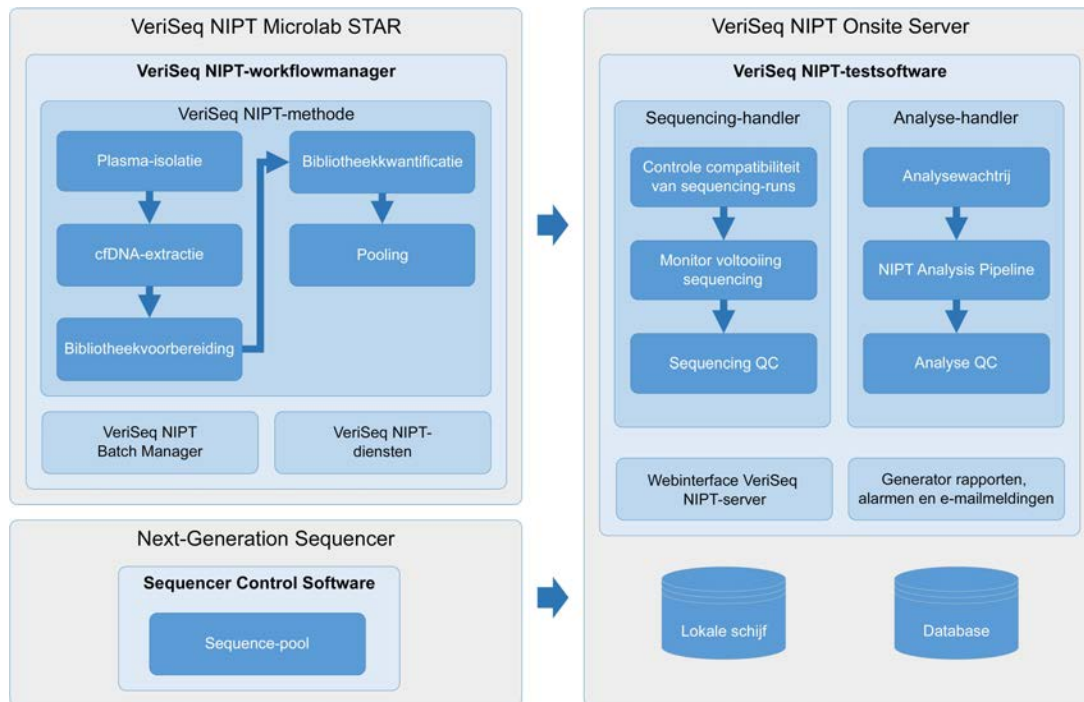 VeriSeq NIPT Microlab STAR
VeriSeq NIPT-workflowmanager
VeriSeq NIPT-methode
Plasma-isolatie
cfDNA-extractie
Bibliotheekvoorbereiding
Bibliotheekkwantificatie
Pooling
VeriSeq NIPT
Batch Manager
VeriSeq NIPT-
diensten
Next-Generation Sequencer
Sequencer Control Software
Sequence-pool
VeriSeq NIPT Onsite Server
VeriSeq NIPT-testsoftware
Sequencing-handler
Controle compatibiliteit
van sequencing-runs
Monitor voltooiing
sequencing
Sequencing QC
Analyse-handler
Analysewachtrij
NIPT Analysis Pipeline
Analyse QC
Webinterface VeriSeq
NIPT-server
Generator rapporten,
alarmen en e-mailmeldingen
Lokale schijf
Database